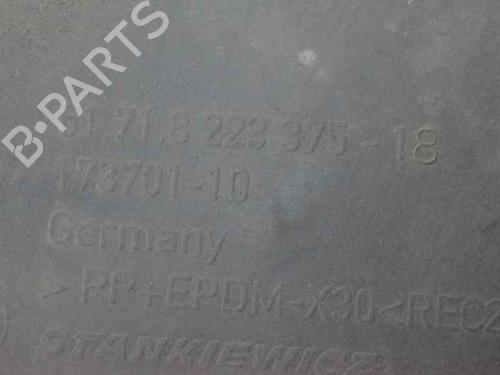 B-PARTS
51.71.8 223 375-18
173701-10
Germany
>PP+EPDM-X30<REC2
STANKIEWICZ